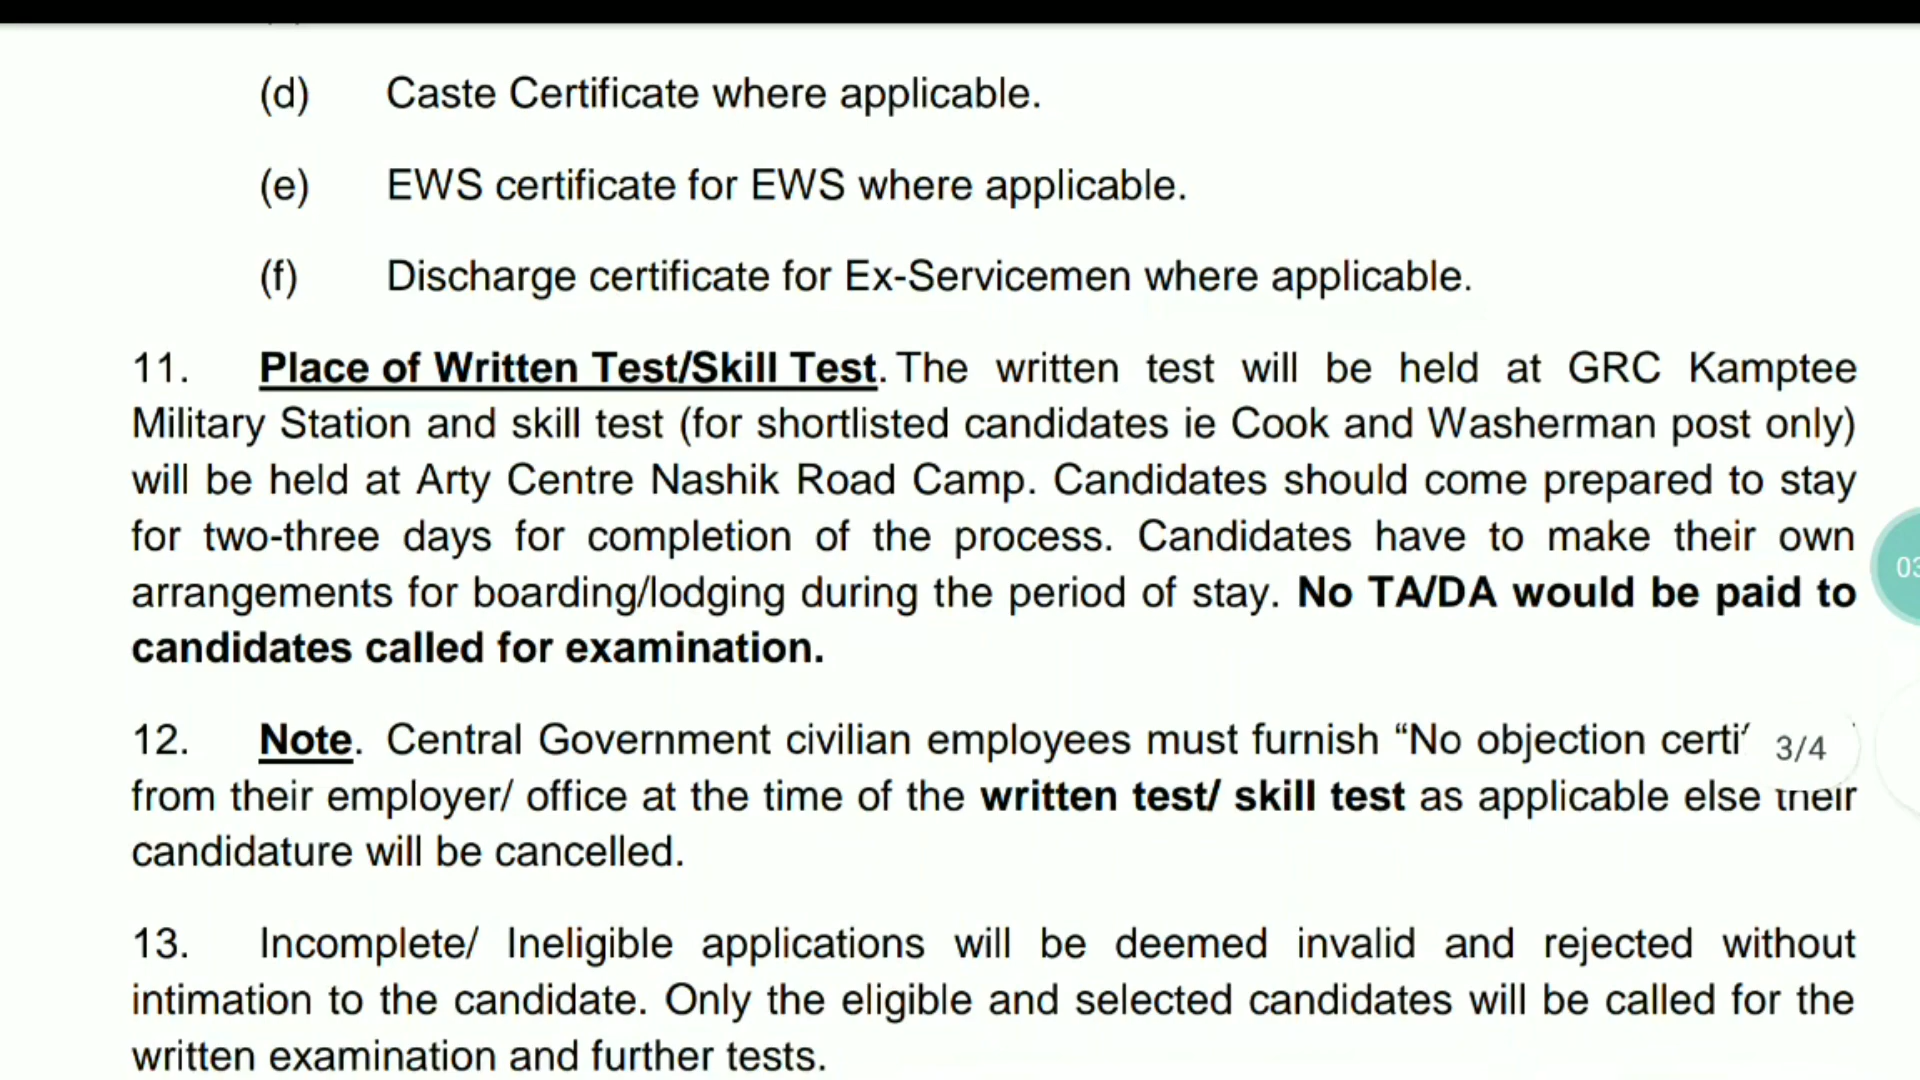 (d) Caste Certificate where applicable.
(e) EWS certificate for EWS where applicable.
(f) Discharge certificate for Ex-Servicemen where applicable.
11. Place of Written Test/Skill Test. The written test will be held at GRC Kamptee
Military Station and skill test (for shortlisted candidates ie Cook and Washerman post only)
will be held at Arty Centre Nashik Road Camp. Candidates should come prepared to stay
for two-three days for completion of the process. Candidates have to make their own
arrangements for boarding/lodging during the period of stay. No TA/DA would be paid to
candidates called for examination.
12. Note. Central Government civilian employees must furnish “No objection
3/4
from their employer/ office at the time of the written test/ skill test as applicable else their
candidature will be cancelled.
13. Incomplete/ Ineligible applications will be deemed invalid and rejected without
intimation to the candidate. Only the eligible and selected candidates will be called for the
written examination and further tests.